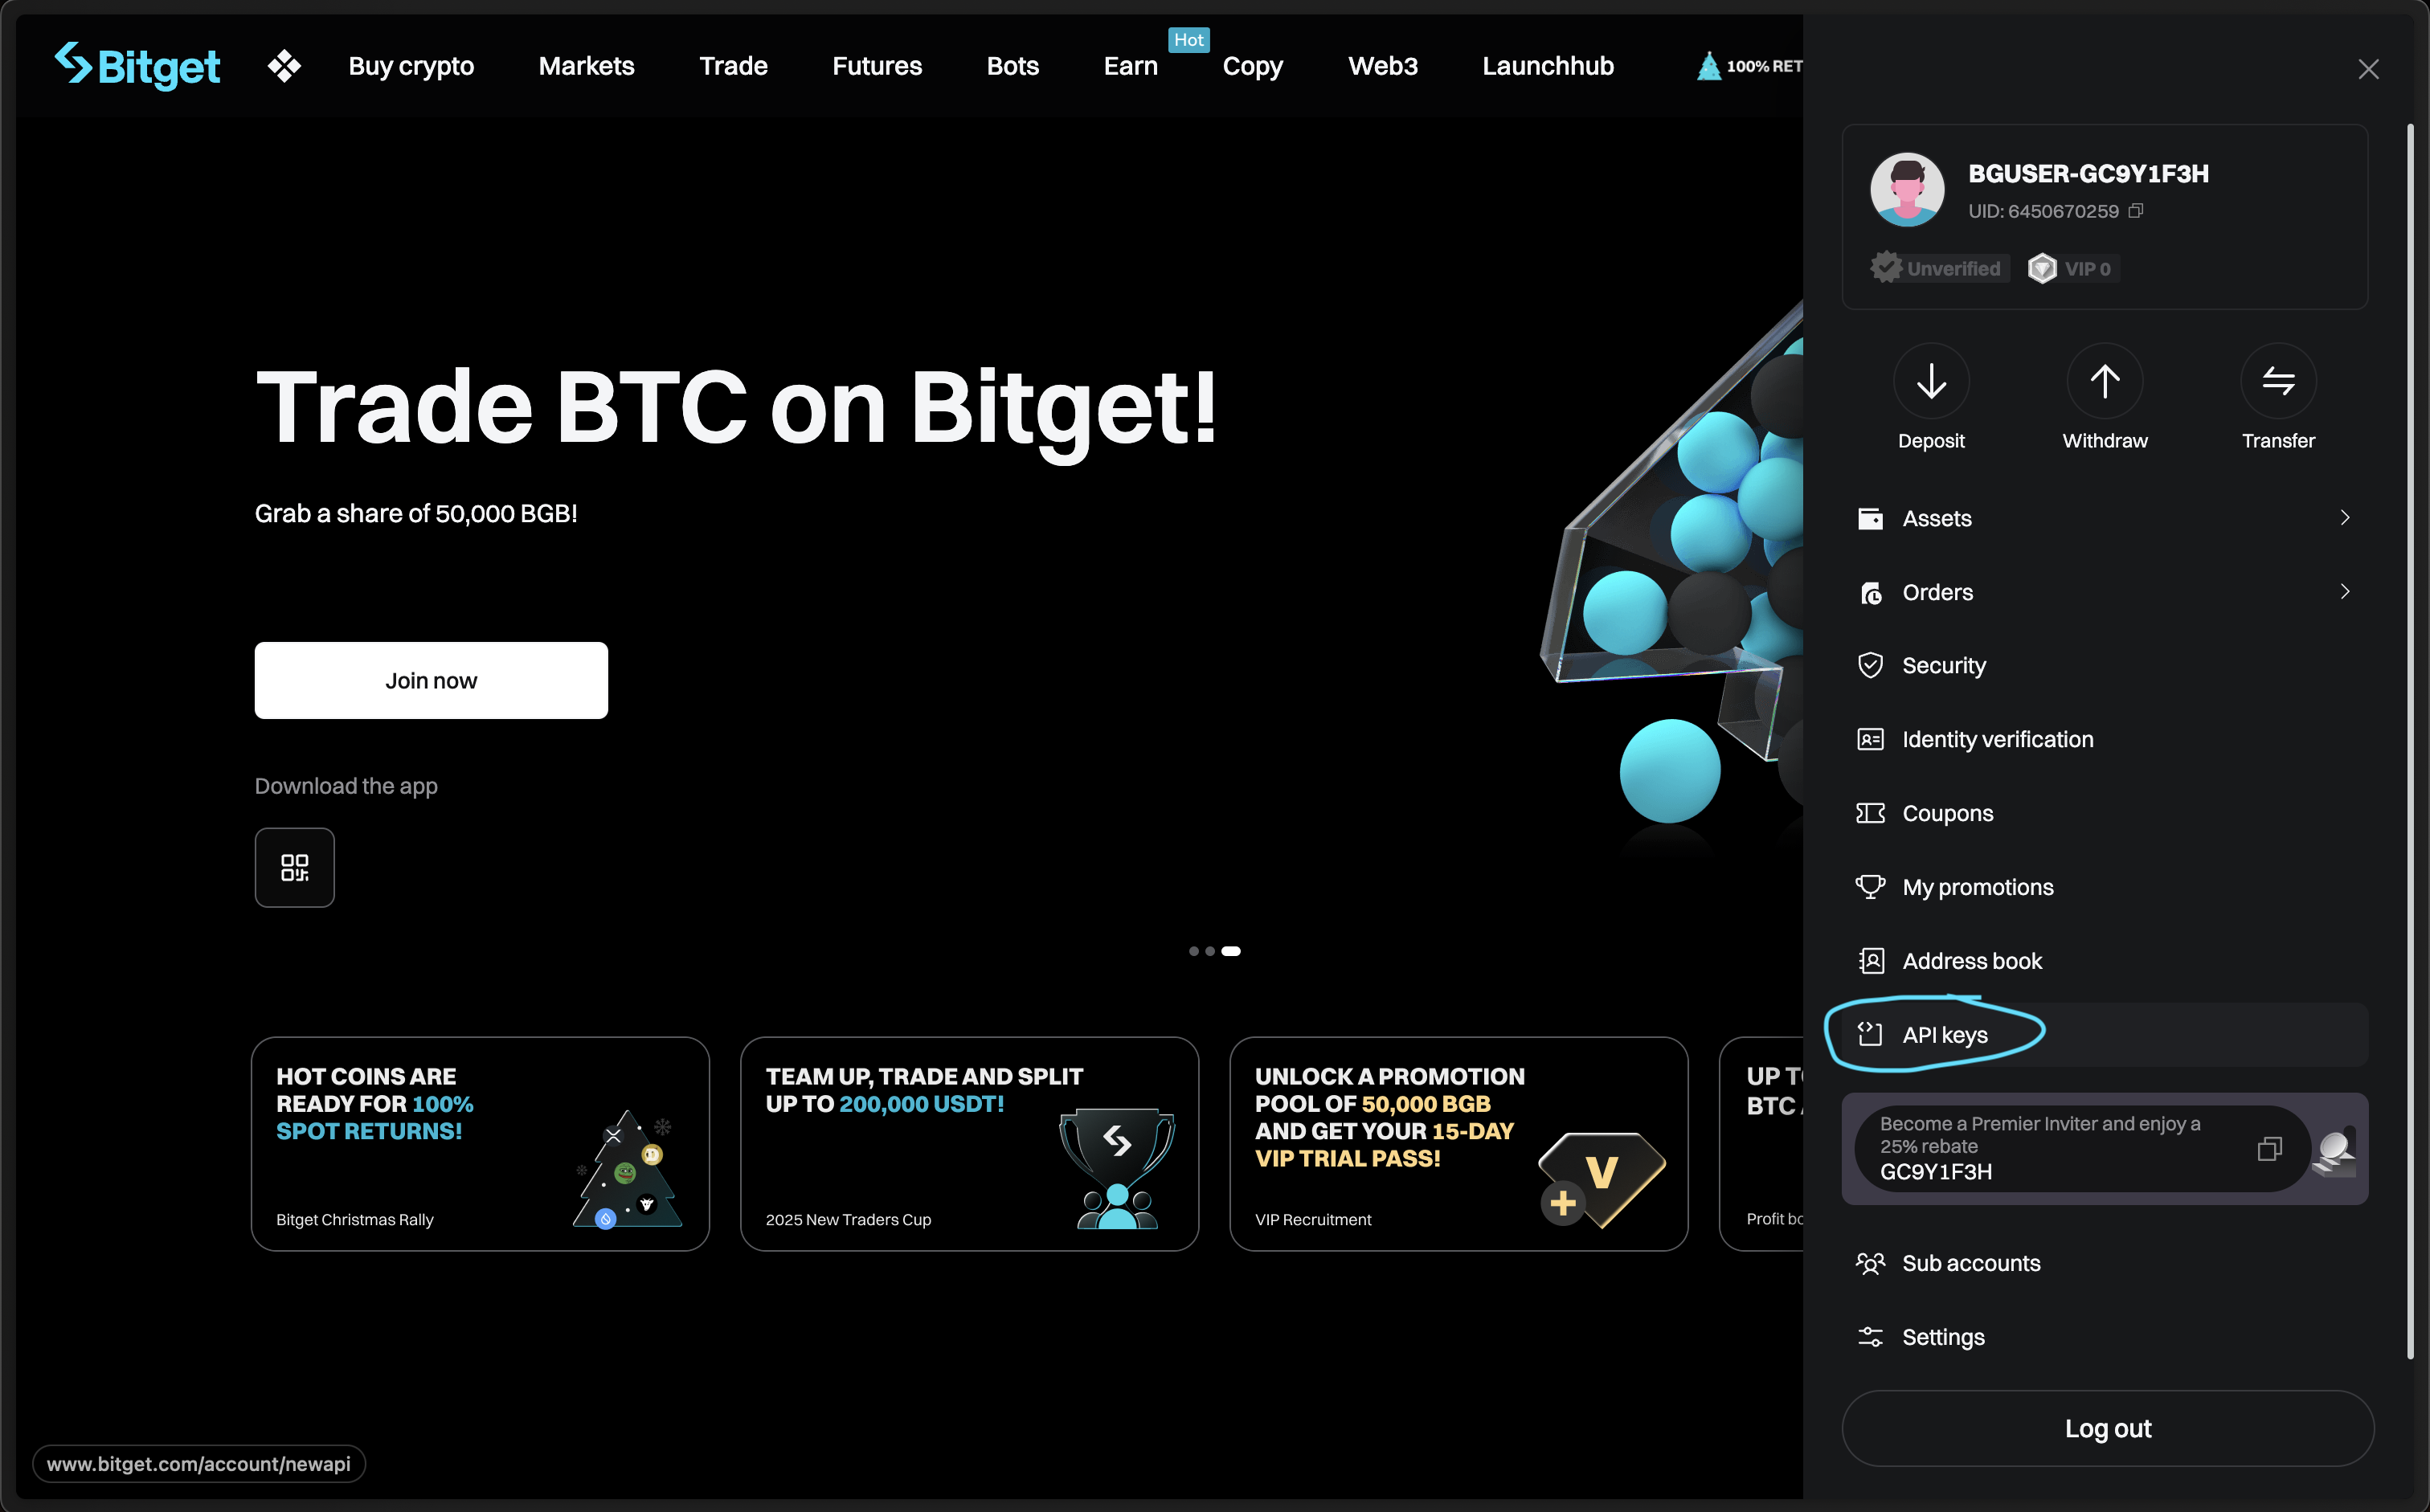 Bitget
Buy crypto
Markets
Trade
Futures
Bots
Earn
Hot
Copy
Web3
Launchhub
100% RET
Trade BTC on Bitget!
Grab a share of 50,000 BGB!
Join now
Download the app
HOT COINS ARE
READY FOR 100%
SPOT RETURNS!
Bitget Christmas Rally
TEAM UP, TRADE AND SPLIT
UP TO 200,000 USDT!
2025 New Traders Cup
UNLOCK A PROMOTION
POOL OF 50,000 BGB
AND GET YOUR 15-DAY
VIP TRIAL PASS!
V
VIP Recruitment
UP T
BTC
Profit bo
www.bitget.com/account/newapi
BGUSER-GC9Y1F3H
UID: 6450670259
Unverified
VIP 0
Deposit
Withdraw
Transfer
Assets
Orders
Security
Identity verification
Coupons
My promotions
Address book
API keys
Become a Premier Inviter and enjoy a
25% rebate
GC9Y1F3H
Sub accounts
Settings
Log out